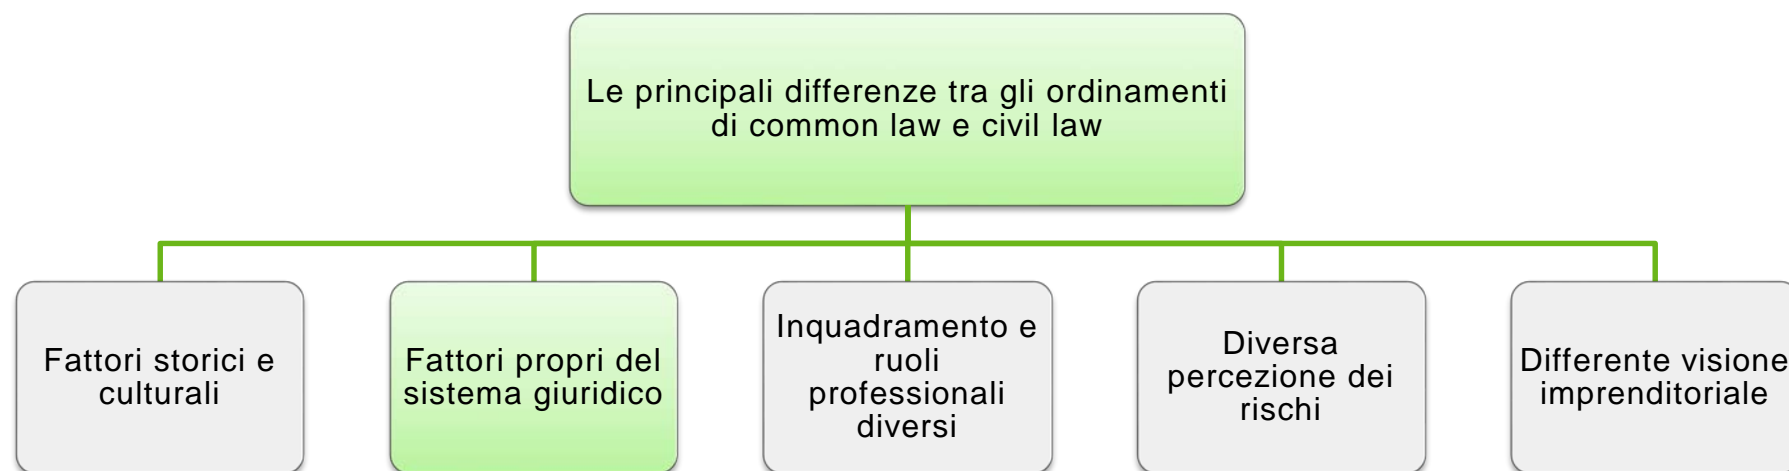 Le principali differenze tra gli ordinamenti
di common law e civil law
Fattori storici e
culturali
Fattori propri del
sistema giuridico
Inquadramento e
ruoli
professionali
diversi
Diversa
percezione dei
rischi
Differente visione
imprenditoriale